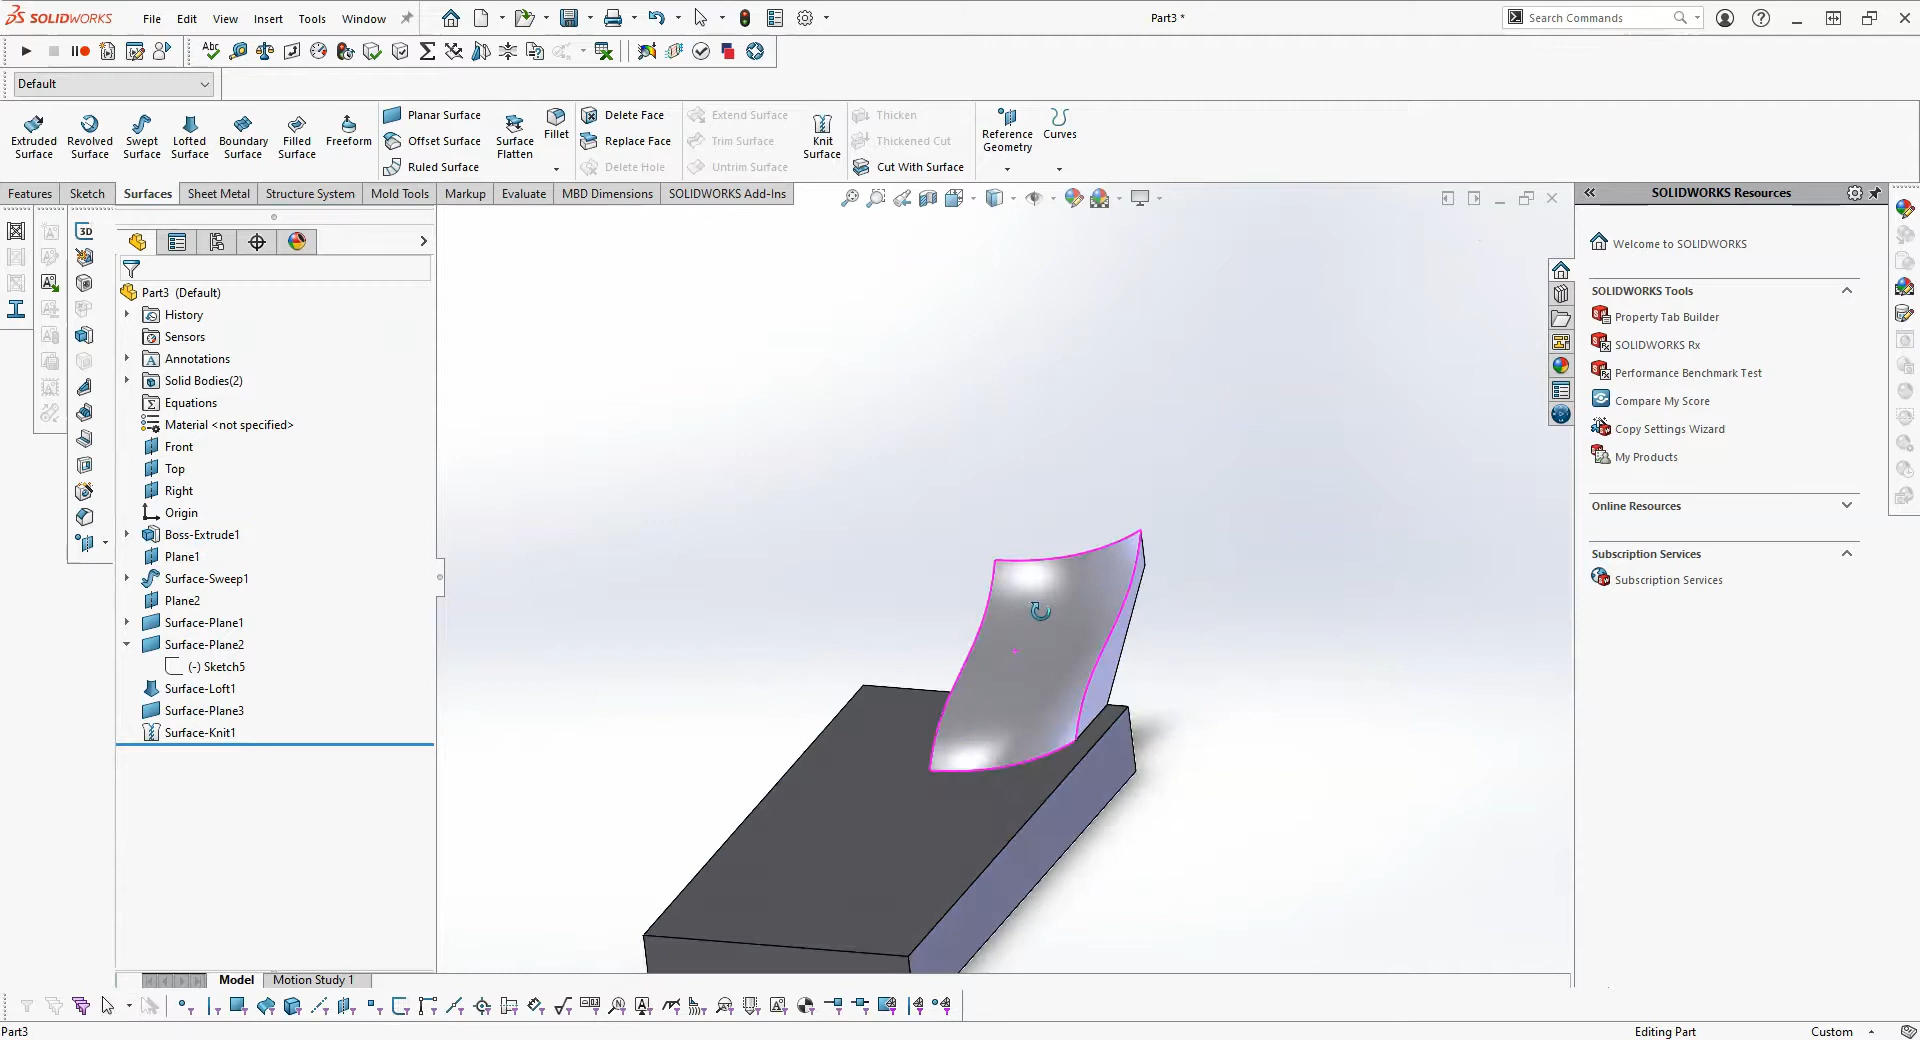 SOLIDWORKS File Edit View Insert Tools Window Part3 * Search Commands
Default
Extruded Surface
Revolved Surface
Swept Surface
Lofted Surface
Boundary Surface
Filled Surface
Freeform
Planar Surface
Offset Surface
Ruled Surface
Surface Flatten
Fillet
Delete Face
Replace Face
Delete Hole
Extend Surface
Trim Surface
Untrim Surface
Knit Surface
Thicken
Thickened Cut
Cut With Surface
Reference Geometry
Curves
Features Sketch Surfaces Sheet Metal Structure System Mold Tools Markup Evaluate MBD Dimensions SOLIDWORKS Add-Ins
3D
Part3 (Default)
History
Sensors
Annotations
Solid Bodies(2)
Equations
Material <not specified>
Front
Top
Right
Origin
Boss-Extrude1
Plane1
Surface-Sweep1
Plane2
Surface-Plane1
Surface-Plane2
(-) Sketch5
Surface-Loft1
Surface-Plane3
Surface-Knit1
SOLIDWORKS Resources
Welcome to SOLIDWORKS
SOLIDWORKS Tools
Property Tab Builder
SOLIDWORKS Rx
Performance Benchmark Test
Compare My Score
Copy Settings Wizard
My Products
Online Resources
Subscription Services
Subscription Services
Model Motion Study 1
Part3 Editing Part Custom